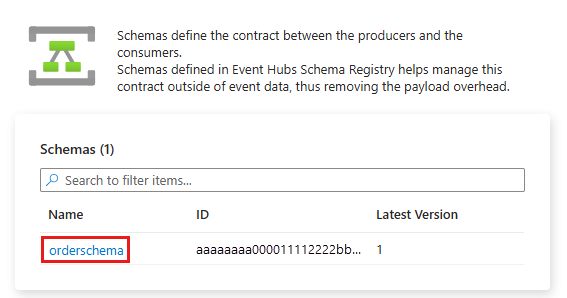 Schemas define the contract between the producers and the
consumers.
Schemas defined in Event Hubs Schema Registry helps manage this
contract outside of event data, thus removing the payload overhead.
Schemas (1)
Search to filter items...
Name ID Latest Version
orderschema aaaaaaaa000011112222bb... 1